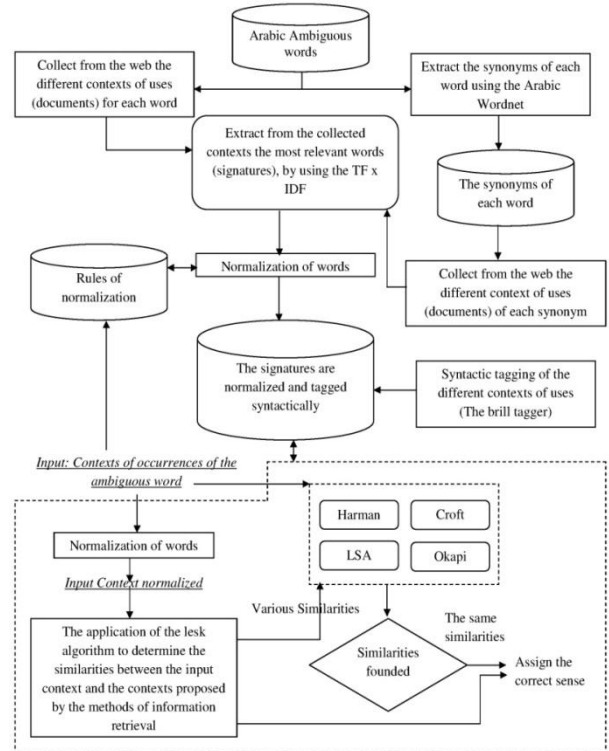 Arabic Ambiguous
words
Collect from the web the
different contexts of uses
(documents) for each word
Extract the synonyms of each
word using the Arabic
Wordnet
Extract from the collected
contexts the most relevant words
(signatures), by using the TF x
IDF
The synonyms of
each word
Rules of
normalization
Normalization of words
Collect from the web the
different context of uses
(documents) of each synonym
The signatures are
normalized and tagged
syntactically
Syntactic tagging of the
different contexts of uses
(The brill tagger)
Input: Contexts of occurrences of the
ambiguous word
Harman
Croft
LSA
Okapi
Normalization of words
Input Context normalized
Various Similarities
The application of the lesk
algorithm to determine the
similarities between the input
context and the contexts proposed
by the methods of information
retrieval
Similarities
founded
The same
similarities
Assign the
correct sense